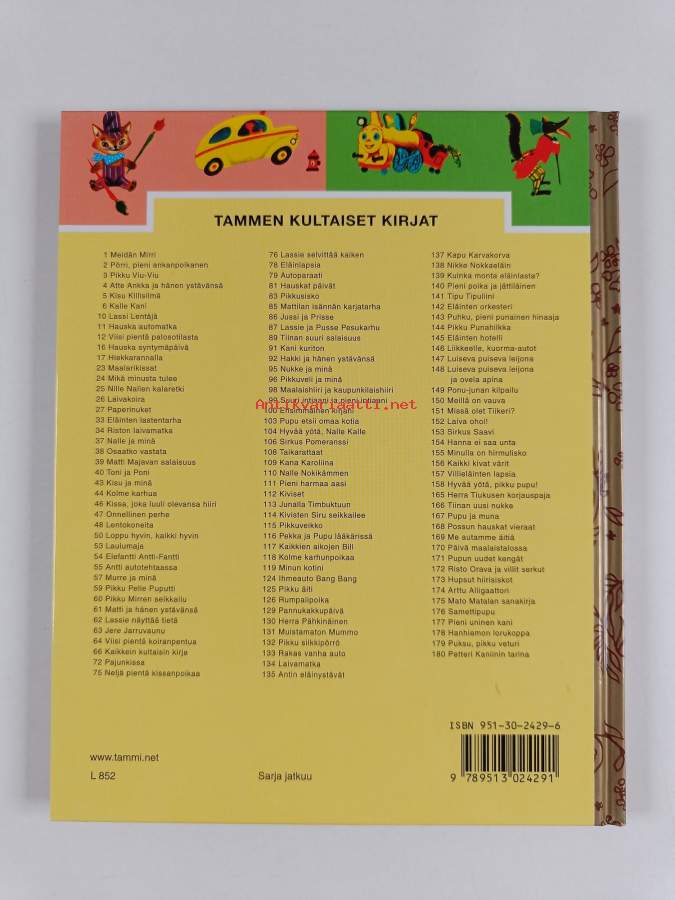 TAMMEN KULTAISET KIRJAT
1 Meidän Mirri
2 Pörri, pieni ankanpoikanen
3 Pikku Viu-Viu
4 Atte Ankka ja hänen ystävänsä
5 Kisu Killisilmä
6 Kalle Kani
10 Lassi Lentäjä
11 Hauska automatka
12 Viisi pientä palosotilasta
16 Hauska syntymäpäivä
17 Hiekkarannalla
23 Maalarikissat
24 Mikä minusta tulee
25 Nille Nallen kalaretki
26 Laivakoira
27 Paperinuket
33 Eläinten lastentarha
34 Riston laivamatka
37 Nalle ja minä
38 Osaatko vastata
39 Matti Majavan salaisuus
40 Toni ja Poni
43 Kisu ja minä
44 Kolme karhua
46 Kissa, joka luuli olevansa hiiri
47 Onnellinen perhe
48 Lentokoneita
50 Loppu hyvin, kaikki hyvin
53 Laulumaja
54 Elefantti Antti-Fantti
55 Antti autotehtaassa
57 Murre ja minä
59 Pikku Pelle Puputti
60 Pikku Mirren seikkailu
61 Matti ja hänen ystävänsä
62 Lassie näyttää tietä
63 Jere Jarruvaunu
64 Viisi pientä koiranpentua
66 Kaikkein kultaisin kirja
72 Pajunkissa
75 Neljä pientä kissanpoikaa
76 Lassie selvittää kaiken
78 Eläinlapsia
79 Autoparaati
81 Hauskat päivät
83 Pikkusisko
85 Mattilan isännän karjatarha
86 Jussi ja Prisse
87 Lassie ja Pusse Pesukarhu
89 Tiinan suuri salaisuus
91 Kani kuriton
92 Hakki ja hänen ystävänsä
95 Nukke ja minä
96 Pikkuveli ja minä
98 Maalaishiiri ja kaupunkilaishiiri
99 Suuri intiaani ja pieni intiaani
100 Ensimmäinen kirjani
103 Pupu etsii omaa kotia
104 Hyvää yötä, Nalle Kalle
106 Sirkus Pomeranssi
108 Taikarattaat
109 Kana Karoliina
110 Nalle Nokikämmen
111 Pieni harmaa aasi
112 Kiviset
113 Junalla Timbuktuun
114 Kivisten Siru seikkailee
115 Pikkuveikko
116 Pekka ja Pupu lääkärissä
117 Kaikkien aikojen Bill
118 Kolme karhunpoikaa
119 Minun kotini
124 Ihmeauto Bang Bang
125 Pikku äiti
126 Rumpalipoika
129 Pannukakkupäivä
130 Herra Pähkinäinen
131 Muistamaton Mummo
132 Pikku silkkipörrö
133 Rakas vanha auto
134 Laivamatka
135 Antin eläinystävät
137 Kapu Karvakorva
138 Nikke Nokkaeläin
139 Kuinka monta eläinlasta?
140 Pieni poika ja jättiläinen
141 Tipu Tipuliini
142 Eläinten orkesteri
143 Puhku, pieni punainen hinaaja
144 Pikku Punahilkka
145 Eläinten hotelli
146 Liikkeelle, kuorma-autot
147 Luiseva puiseva leijona
148 Luiseva puiseva leijona
ja ovela apina
149 Ponu-junan kilpailu
150 Meillä on vauva
151 Missä olet Tiikeri?
152 Laiva ohoi!
153 Sirkus Saavi
154 Hanna ei saa unta
155 Minulla on hirmulisko
156 Kaikki kivat värit
157 Villieläinten lapsia
158 Hyvää yötä, pikku pupu!
165 Herra Tiukusen korjauspaja
166 Tiinan uusi nukke
167 Pupu ja muna
168 Possun hauskat vieraat
169 Me autamme äitiä
170 Päivä maalaistalossa
171 Pupun uudet kengät
172 Risto Orava ja villit serkut
173 Hupsut hiirisiskot
174 Arttu Alligaattori
175 Mato Matalan sanakirja
176 Samettipupu
177 Pieni uninen kani
178 Hanhiemon lorukoppa
179 Puksu, pikku veturi
180 Petteri Kaniinin tarina
Antikvariaatti.net
ISBN 951-30-2429-6
9 789513 024291
www.tammi.net
L 852
Sarja jatkuu